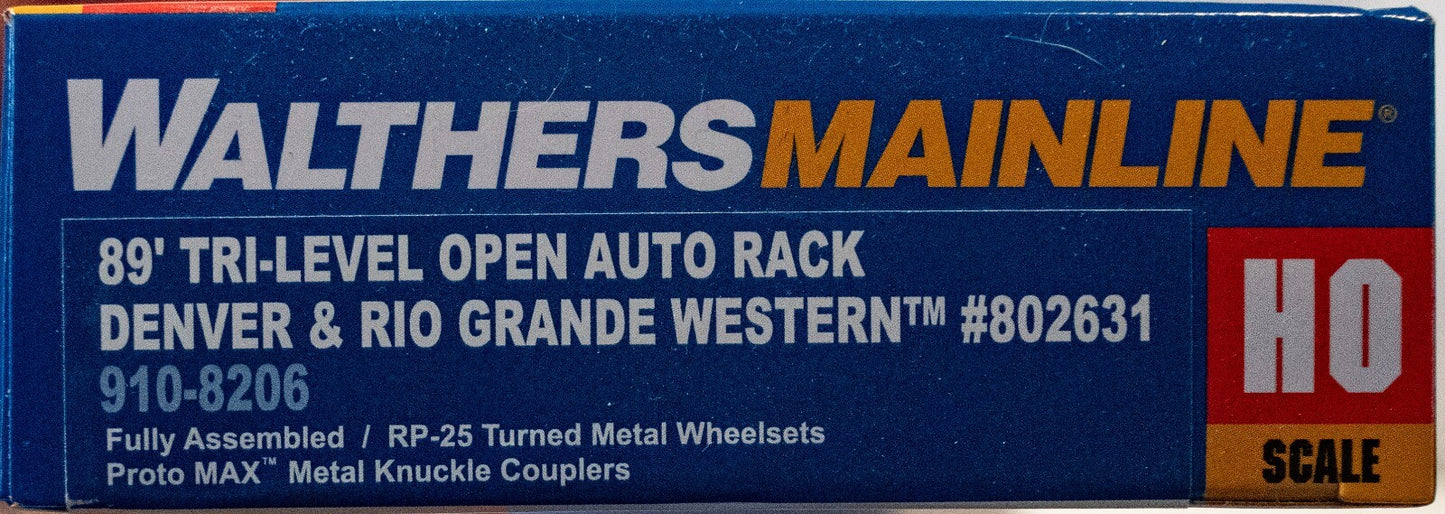 WALTHERSMAINLINE®
89' TRI-LEVEL OPEN AUTO RACK
DENVER & RIO GRANDE WESTERN™ #802631
910-8206
Fully Assembled / RP-25 Turned Metal Wheelsets
Proto MAX™ Metal Knuckle Couplers
HO
SCALE